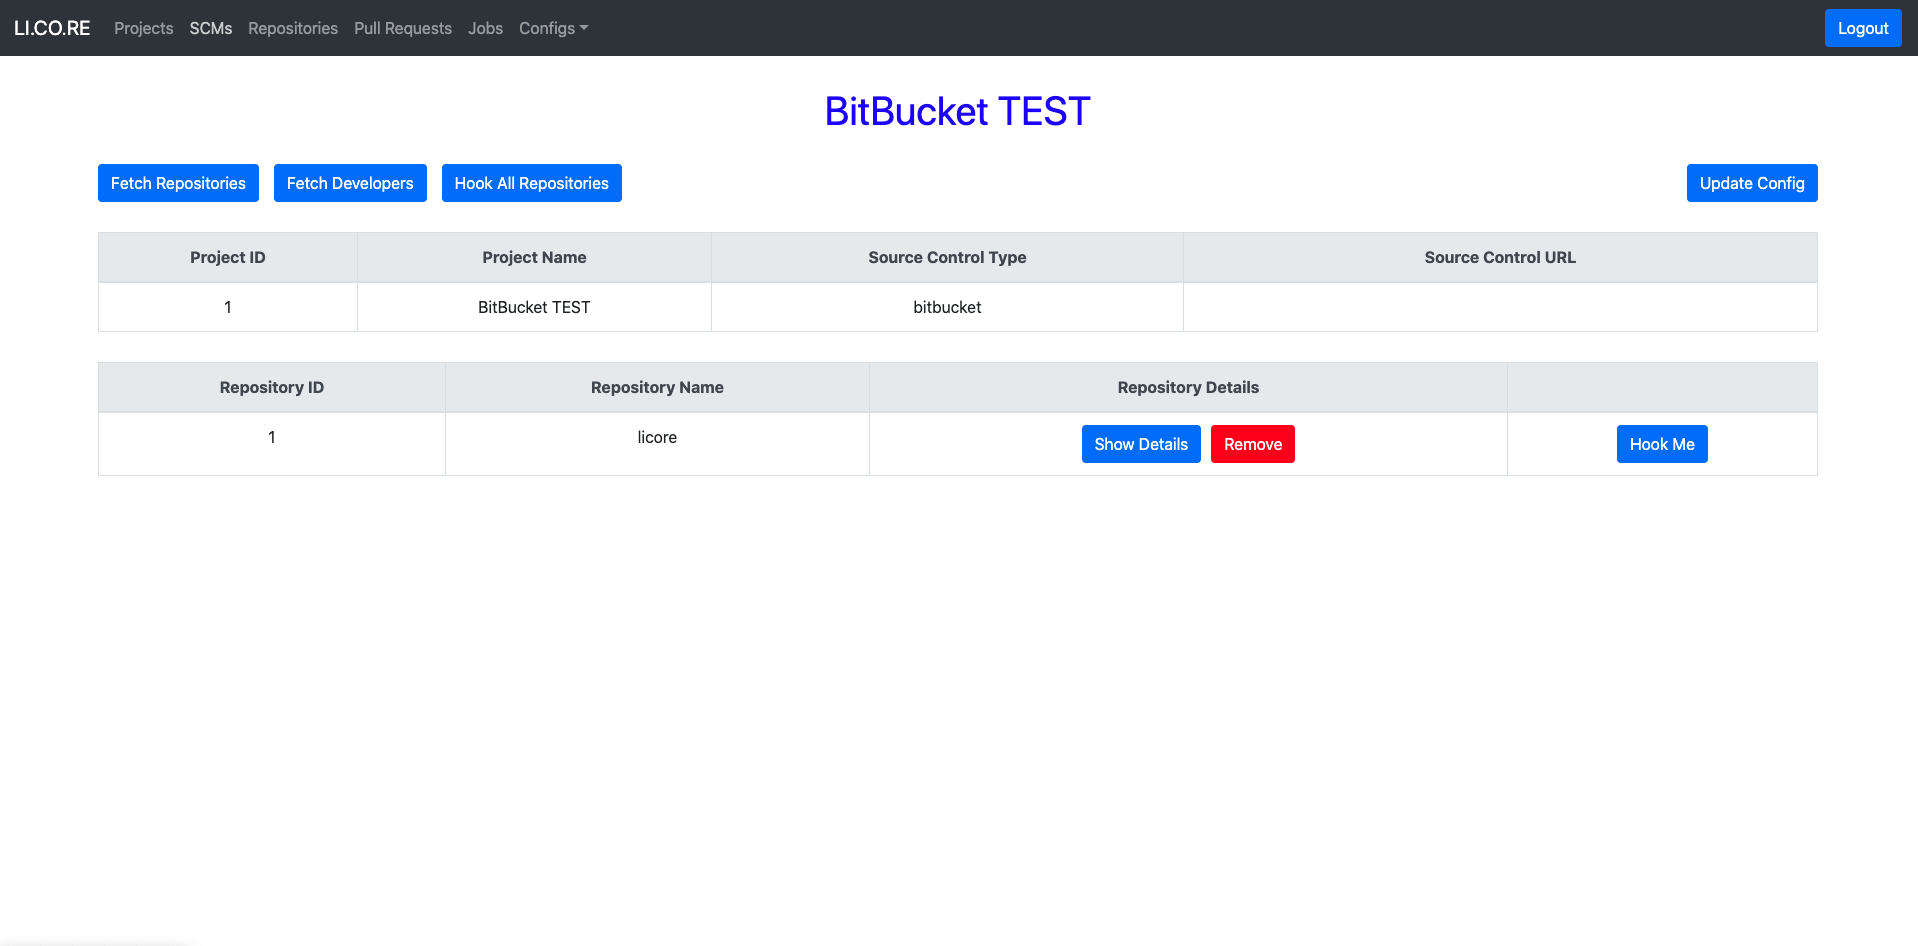 LI.CO.RE Projects SCMs Repositories Pull Requests Jobs Configs Logout
BitBucket TEST
Fetch Repositories Fetch Developers Hook All Repositories Update Config
Project ID Project Name Source Control Type Source Control URL
1 BitBucket TEST bitbucket
Repository ID Repository Name Repository Details
1 licore Show Details Remove Hook Me